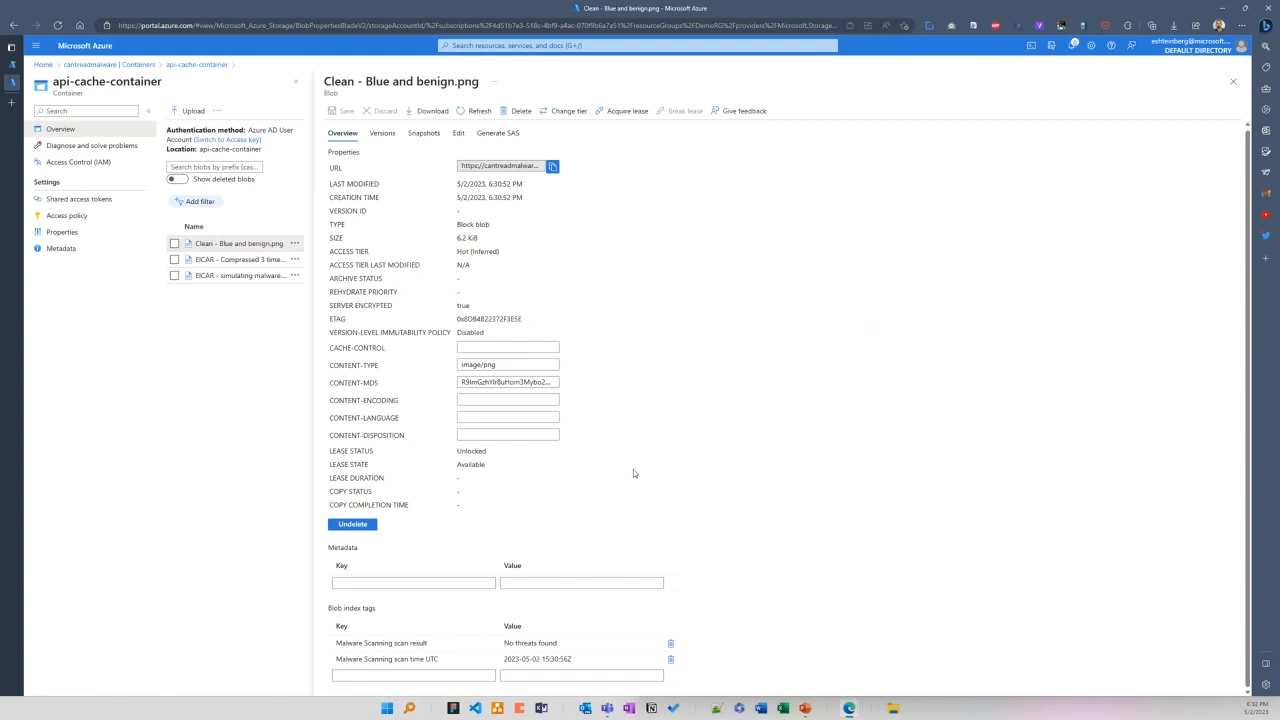 Clean - Blue and benign.png - Microsoft Azure
Microsoft Azure
Search resources, services, and docs (G+/)
eshteinberg@microsoft....
DEFAULT DIRECTORY
Home > cantreadmalware | Containers > api-cache-container >
api-cache-container
Container
Search
Overview
Diagnose and solve problems
Access Control (IAM)
Settings
Shared access tokens
Access policy
Properties
Metadata
Upload
Authentication method: Azure AD User
Account (Switch to Access key)
Location: api-cache-container
Search blobs by prefix (cas...
Show deleted blobs
Add filter
Name
Clean - Blue and benign.png
EICAR - Compressed 3 time...
EICAR - simulating malware....
Clean - Blue and benign.png
Blob
Save Discard Download Refresh Delete Change tier Acquire lease Break lease Give feedback
Overview Versions Snapshots Edit Generate SAS
Properties
URL https://cantreadmalwar...
LAST MODIFIED 5/2/2023, 6:30:52 PM
CREATION TIME 5/2/2023, 6:30:52 PM
VERSION ID -
TYPE Block blob
SIZE 6.2 KiB
ACCESS TIER Hot (Inferred)
ACCESS TIER LAST MODIFIED N/A
ARCHIVE STATUS -
REHYDRATE PRIORITY -
SERVER ENCRYPTED true
ETAG 0x8DB4B22372F3E5E
VERSION-LEVEL IMMUTABILITY POLICY Disabled
CACHE-CONTROL
CONTENT-TYPE image/png
CONTENT-MD5
CONTENT-ENCODING
CONTENT-LANGUAGE
CONTENT-DISPOSITION
LEASE STATUS Unlocked
LEASE STATE Available
LEASE DURATION -
COPY STATUS -
COPY COMPLETION TIME -
Undelete
Metadata
Key Value
Blob index tags
Key Value
Malware Scanning scan result No threats found
Malware Scanning scan time UTC 2023-05-02 15:30:56Z
6:32 PM
5/2/2023